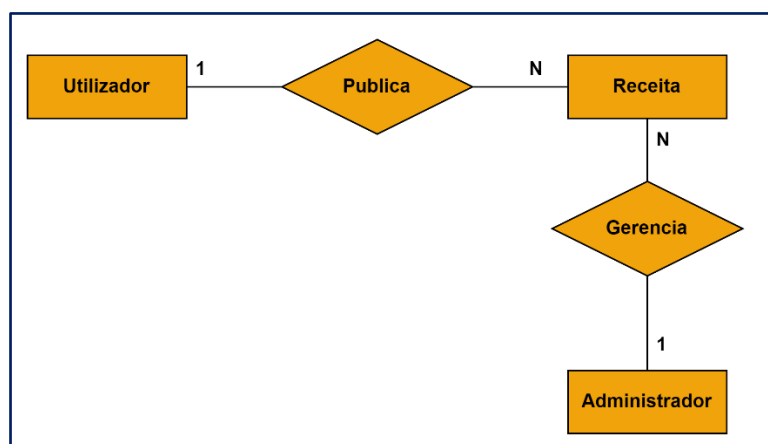 Utilizador
1
Publica
N
Receita
N
Gerencia
1
Administrador